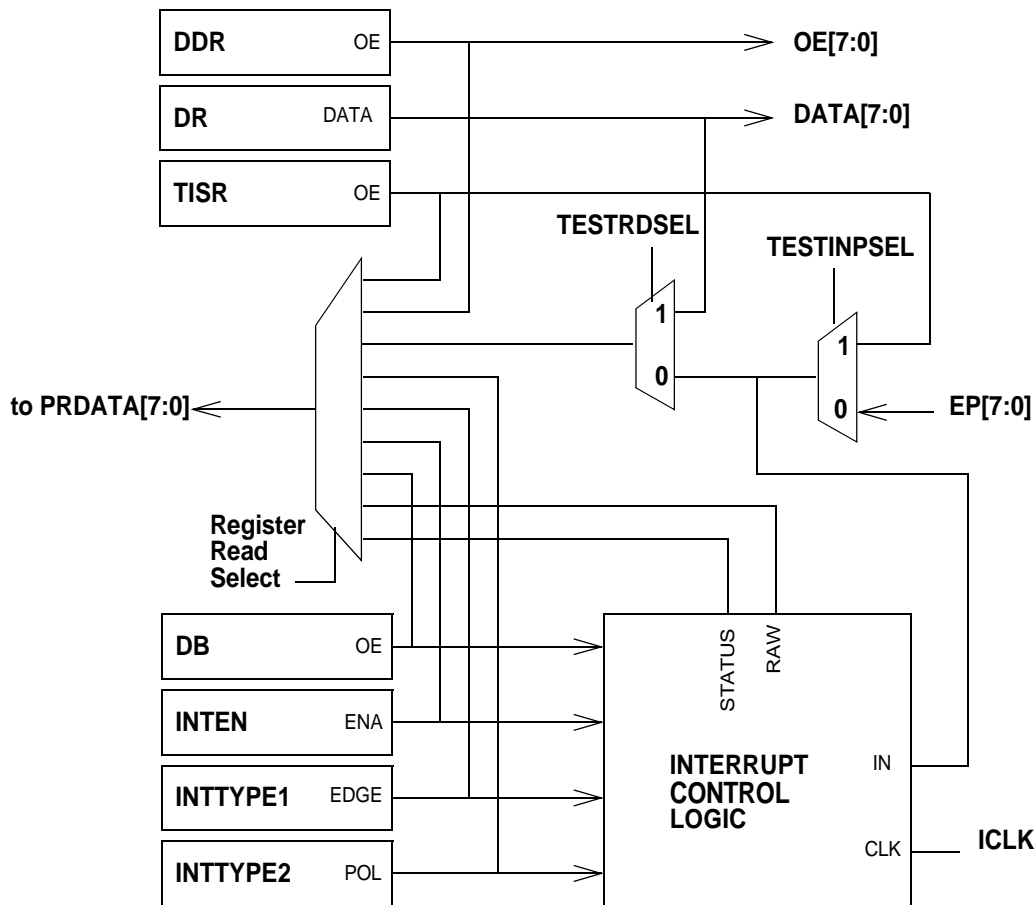 DDR OE OE[7:0]
DR DATA DATA[7:0]
TISR OE
TESTRDSEL
TESTINPSEL
1
1
0
0
to PRDATA[7:0]
EP[7:0]
Register
Read
Select
DB OE
STATUS
RAW
INTEN ENA
INTERRUPT
CONTROL
LOGIC
IN
INTTYPE1 EDGE
CLK
ICLK
INTTYPE2 POL